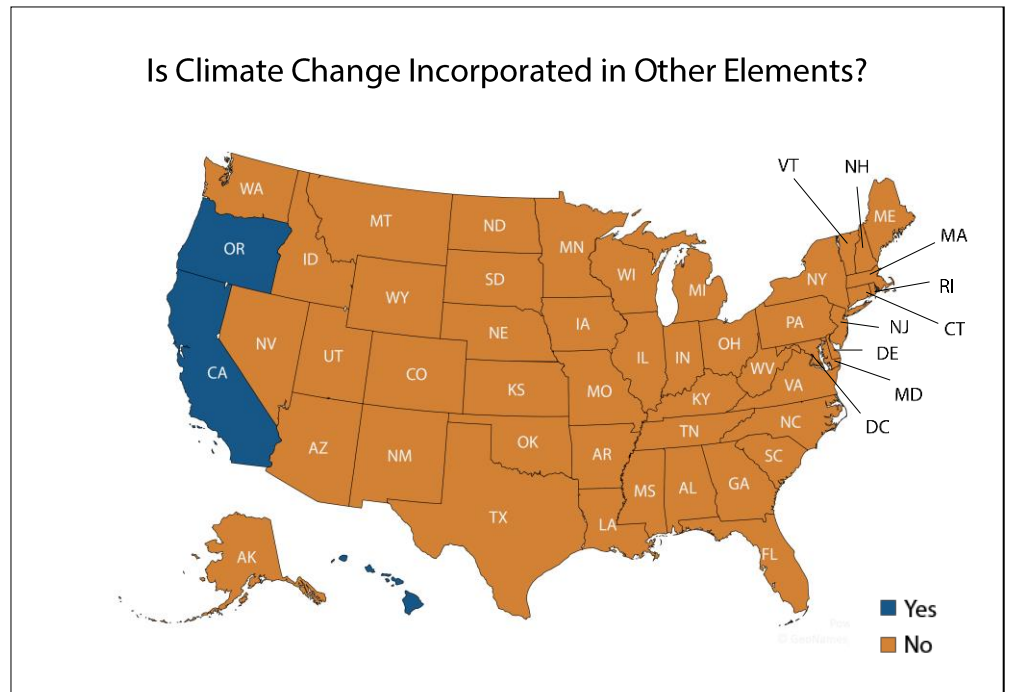 Is Climate Change Incorporated in Other Elements?
VT
NH
WA
ME
MT
ND
MN
OR
MA
ID
SD
WI
NY
WY
MI
RI
IA
PA
NE
NJ
CT
NV
OH
UT
IL
IN
DE
CO
WV
CA
VA
KS
MO
MD
KY
NC
DC
TN
OK
AZ
NM
AR
SC
GA
MS
AL
TX
LA
FL
AK
Yes
No
© GeoNames